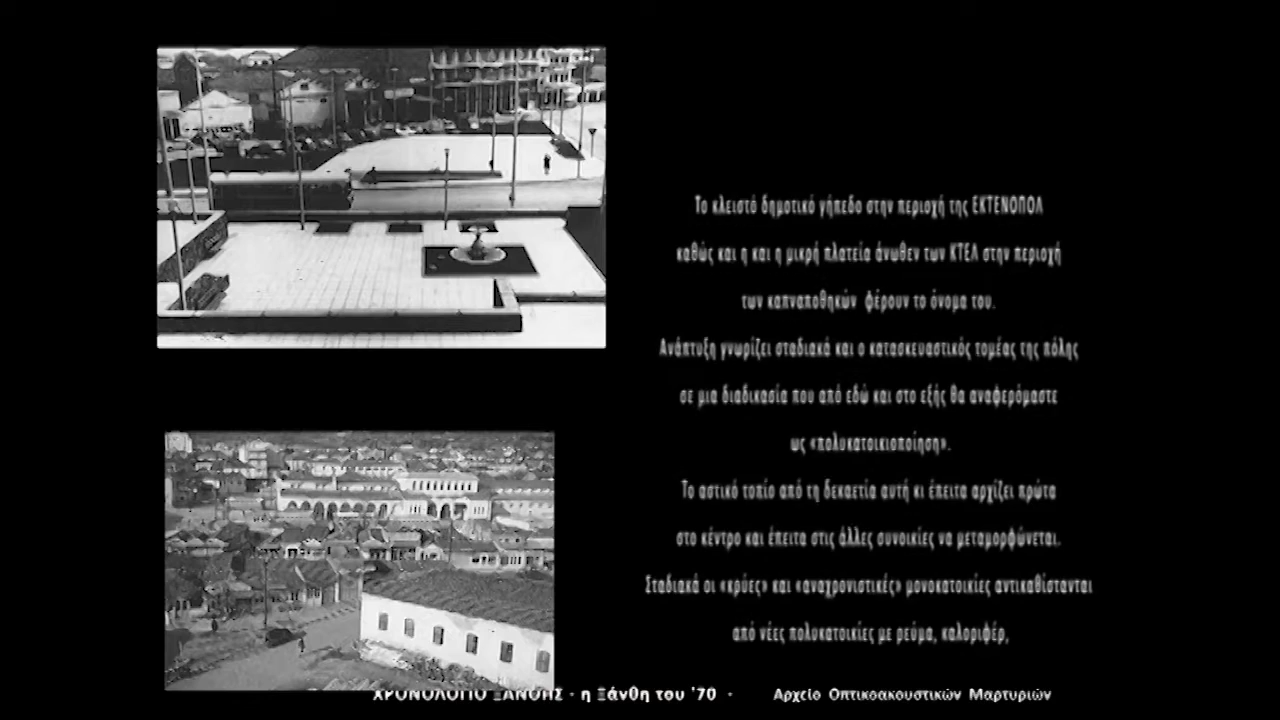 Το κλειστό δημοτικό γήπεδο στην περιοχή της ΕΚΤΕΝΟΠΟΛ
καθώς και η και η μικρή πλατεία άνωθεν των ΚΤΕΛ στην περιοχή
των καπναποθηκών φέρουν το όνομα του.
Ανάπτυξη γνωρίζει σταδιακά και ο κατασκευαστικός τομέας της πόλης
σε μια διαδικασία που από εδώ και στο εξής θα αναφερόμαστε
ως «πολυκατοικιοποίηση».
Το αστικό τοπίο από τη δεκαετία αυτή κι έπειτα αρχίζει πρώτα
στο κέντρο και έπειτα στις άλλες συνοικίες να μεταμορφώνεται.
Σταδιακά οι «κρύες» και «αναχρονιστικές» μονοκατοικίες αντικαθίστανται
από νέες πολυκατοικίες με ρεύμα, καλοριφέρ,
ΧΡΟΝΟΛΟΓΙΟ ΞΑΝΘΗΣ - η Ξάνθη του '70 - Αρχείο Οπτικοακουστικών Μαρτυριών